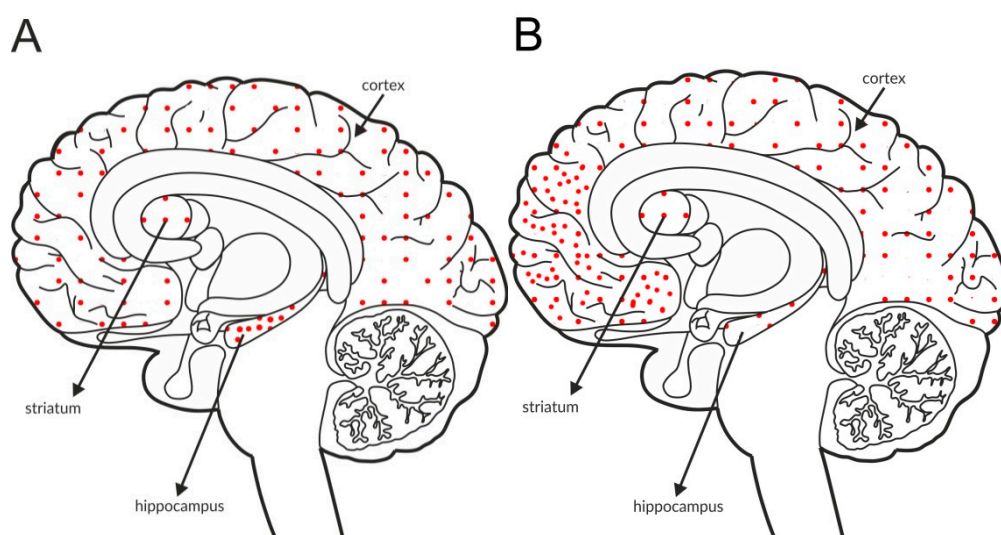 A
B
cortex
cortex
striatum
striatum
hippocampus
hippocampus